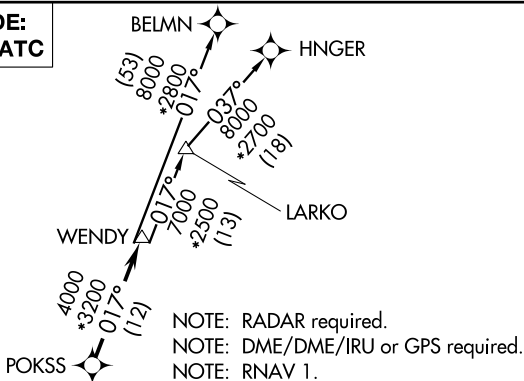 DE:
ATC
BELMN
HNGER
(53)
8000
*2800
017°
037°
8000
*2700
(18)
LARKO
017°
7000
*2500
(13)
WENDY
4000
*3200
017°
(12)
POKSS
NOTE: RADAR required.
NOTE: DME/DME/IRU or GPS required.
NOTE: RNAV 1.